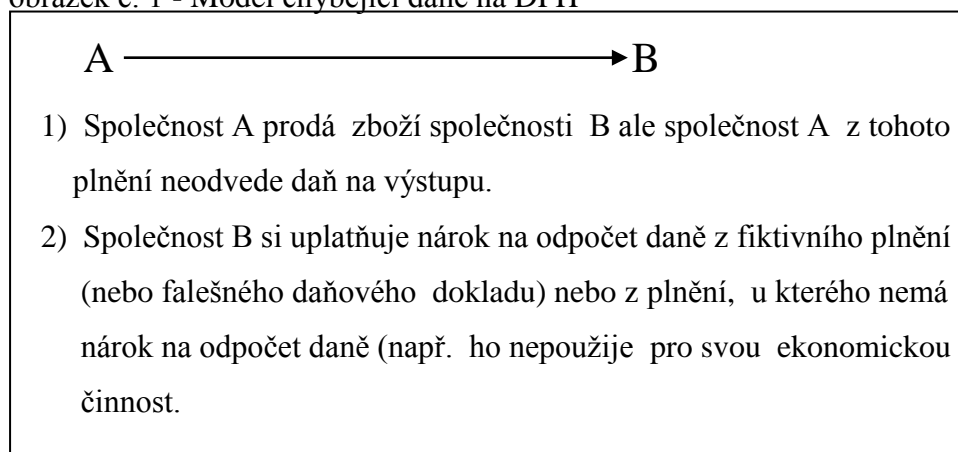 obrázek č. 1 - Model chybějící daně na DPH
A B
1) Společnost A prodá zboží společnosti B ale společnost A z tohoto
plnění neodvede daň na výstupu.
2) Společnost B si uplatňuje nárok na odpočet daně z fiktivního plnění
(nebo falešného daňového dokladu) nebo z plnění, u kterého nemá
nárok na odpočet daně (např. ho nepoužije pro svou ekonomickou
činnost.